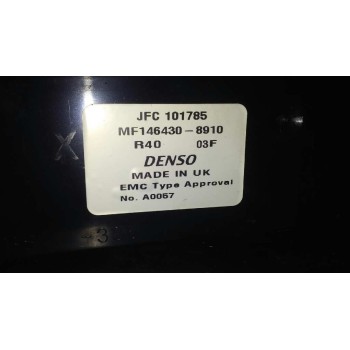 JFC 101785
MF146430-8910
R40 03F
DENSO
MADE IN UK
EMC Type Approval
No. A0057
X